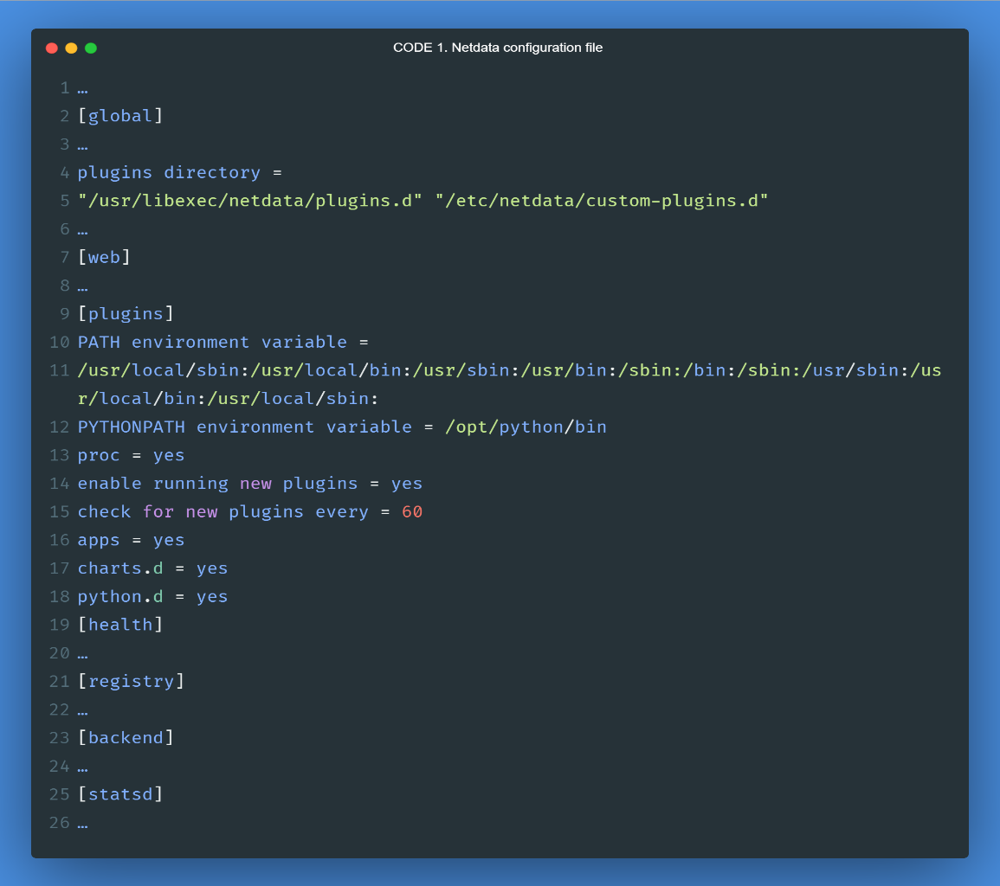 CODE 1. Netdata configuration file
1 …
2 [global]
3 …
4 plugins directory =
5 "/usr/libexec/netdata/plugins.d" "/etc/netdata/custom-plugins.d"
6 …
7 [web]
8 …
9 [plugins]
10 PATH environment variable =
11 /usr/local/sbin:/usr/local/bin:/usr/sbin:/usr/bin:/sbin:/bin:/sbin:/usr/sbin:/us
r/local/bin:/usr/local/sbin:
12 PYTHONPATH environment variable = /opt/python/bin
13 proc = yes
14 enable running new plugins = yes
15 check for new plugins every = 60
16 apps = yes
17 charts.d = yes
18 python.d = yes
19 [health]
20 …
21 [registry]
22 …
23 [backend]
24 …
25 [statsd]
26 …